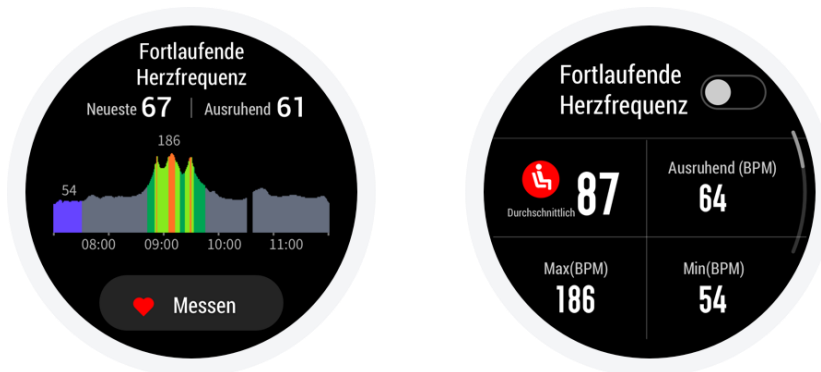 Fortlaufende
Herzfrequenz
Neueste 67 | Ausruhend 61
186
54
08:00 09:00 10:00 11:00
Messen
Fortlaufende
Herzfrequenz
Durchschnittlich 87
Ausruhend (BPM)
64
Max(BPM)
186
Min(BPM)
54